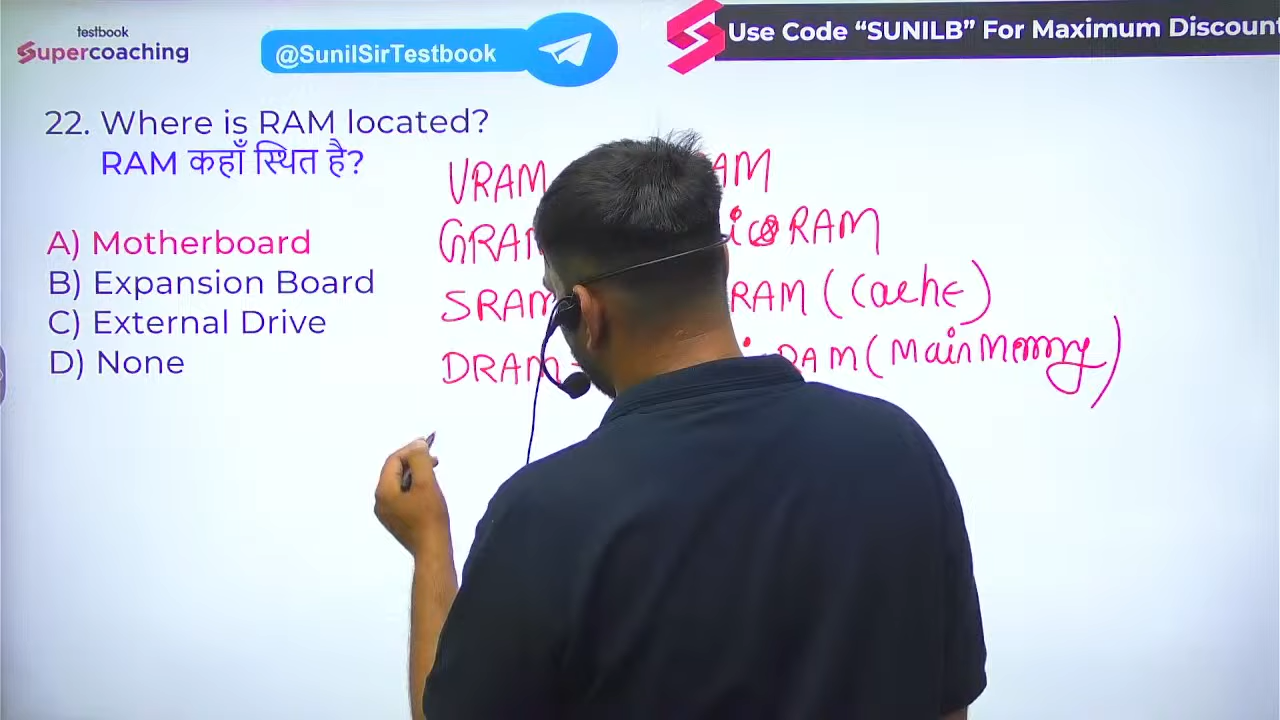 testbook
Supercoaching
@SunilSirTestbook
Use Code “SUNILB” For Maximum Discount
22. Where is RAM located?
RAM कहाँ स्थित है?
A) Motherboard
B) Expansion Board
C) External Drive
D) None
VRAM AM
GRAM RAM
SRAM RAM (Cache)
DRAM - RAM (Main Memory)